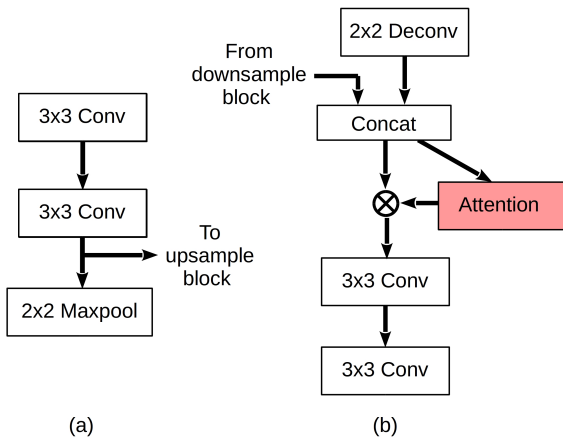 3x3 Conv
3x3 Conv
To
upsample
block
2x2 Maxpool
(a)
2x2 Deconv
From
downsample
block
Concat
Attention
3x3 Conv
3x3 Conv
(b)